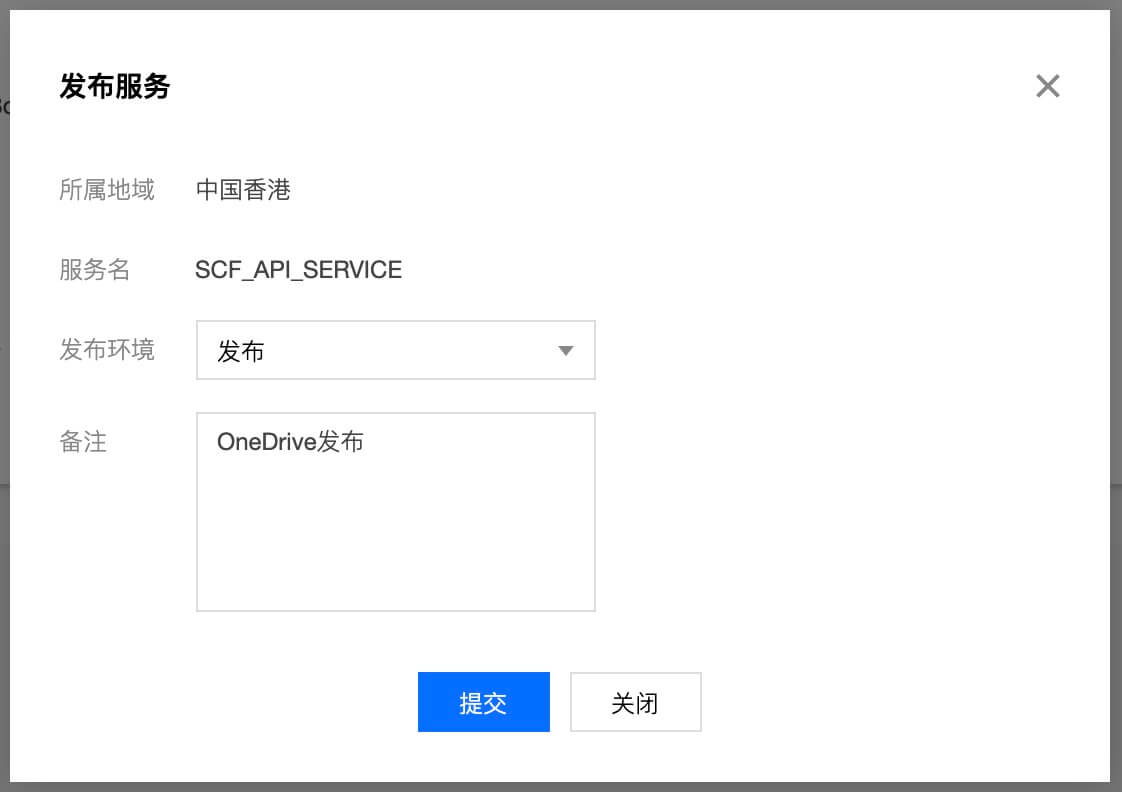 发布服务
所属地域 中国香港
服务名 SCF_API_SERVICE
发布环境 发布
备注 OneDrive发布
提交 关闭